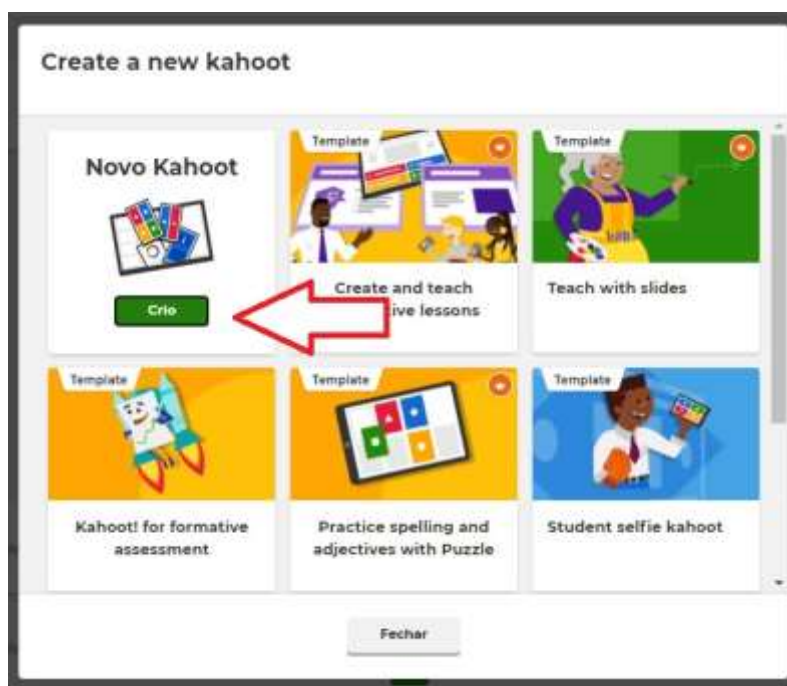 Create a new kahoot
Novo Kahoot
Crio
Template
Create and teach
ive lessons
Template
Teach with slides
Template
Kahoot! for formative
assessment
Template
Practice spelling and
adjectives with Puzzle
Template
Student selfie kahoot
Fechar